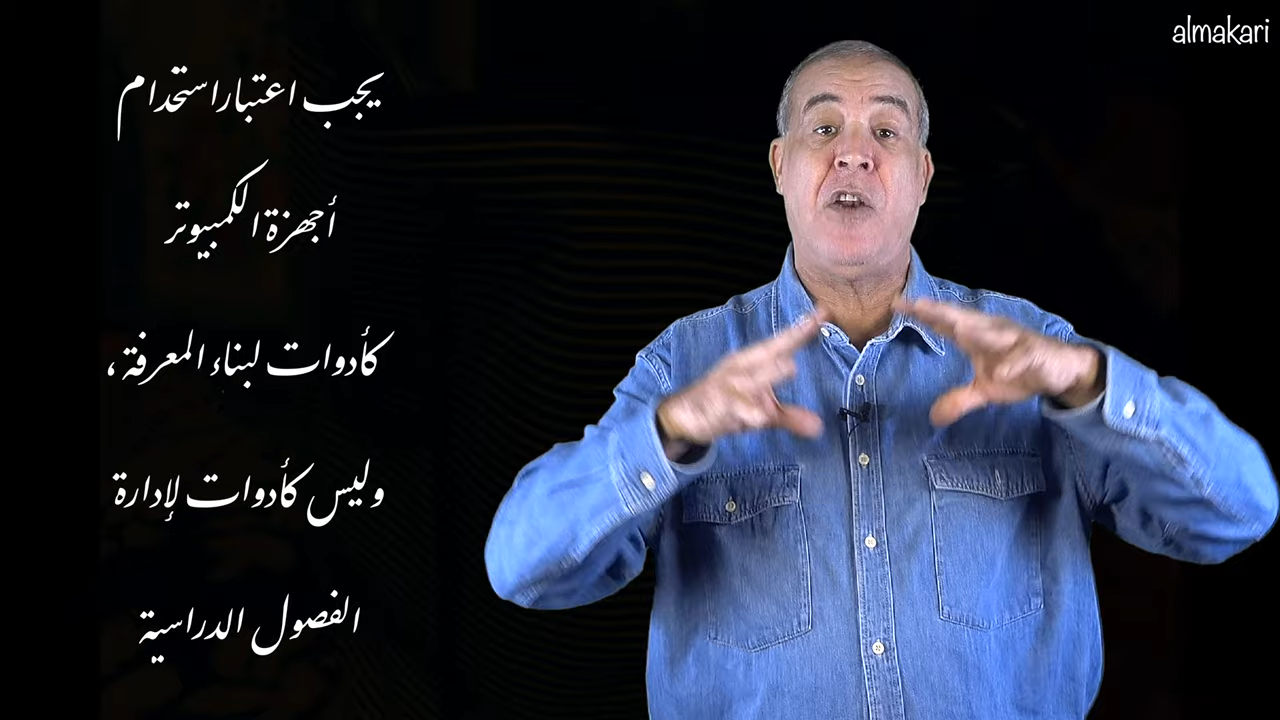 almakari
يجب اعتبار استخدام
أجهزة الكمبيوتر
كأدوات لبناء المعرفة،
وليس كأدوات لإدارة
الفصول الدراسية